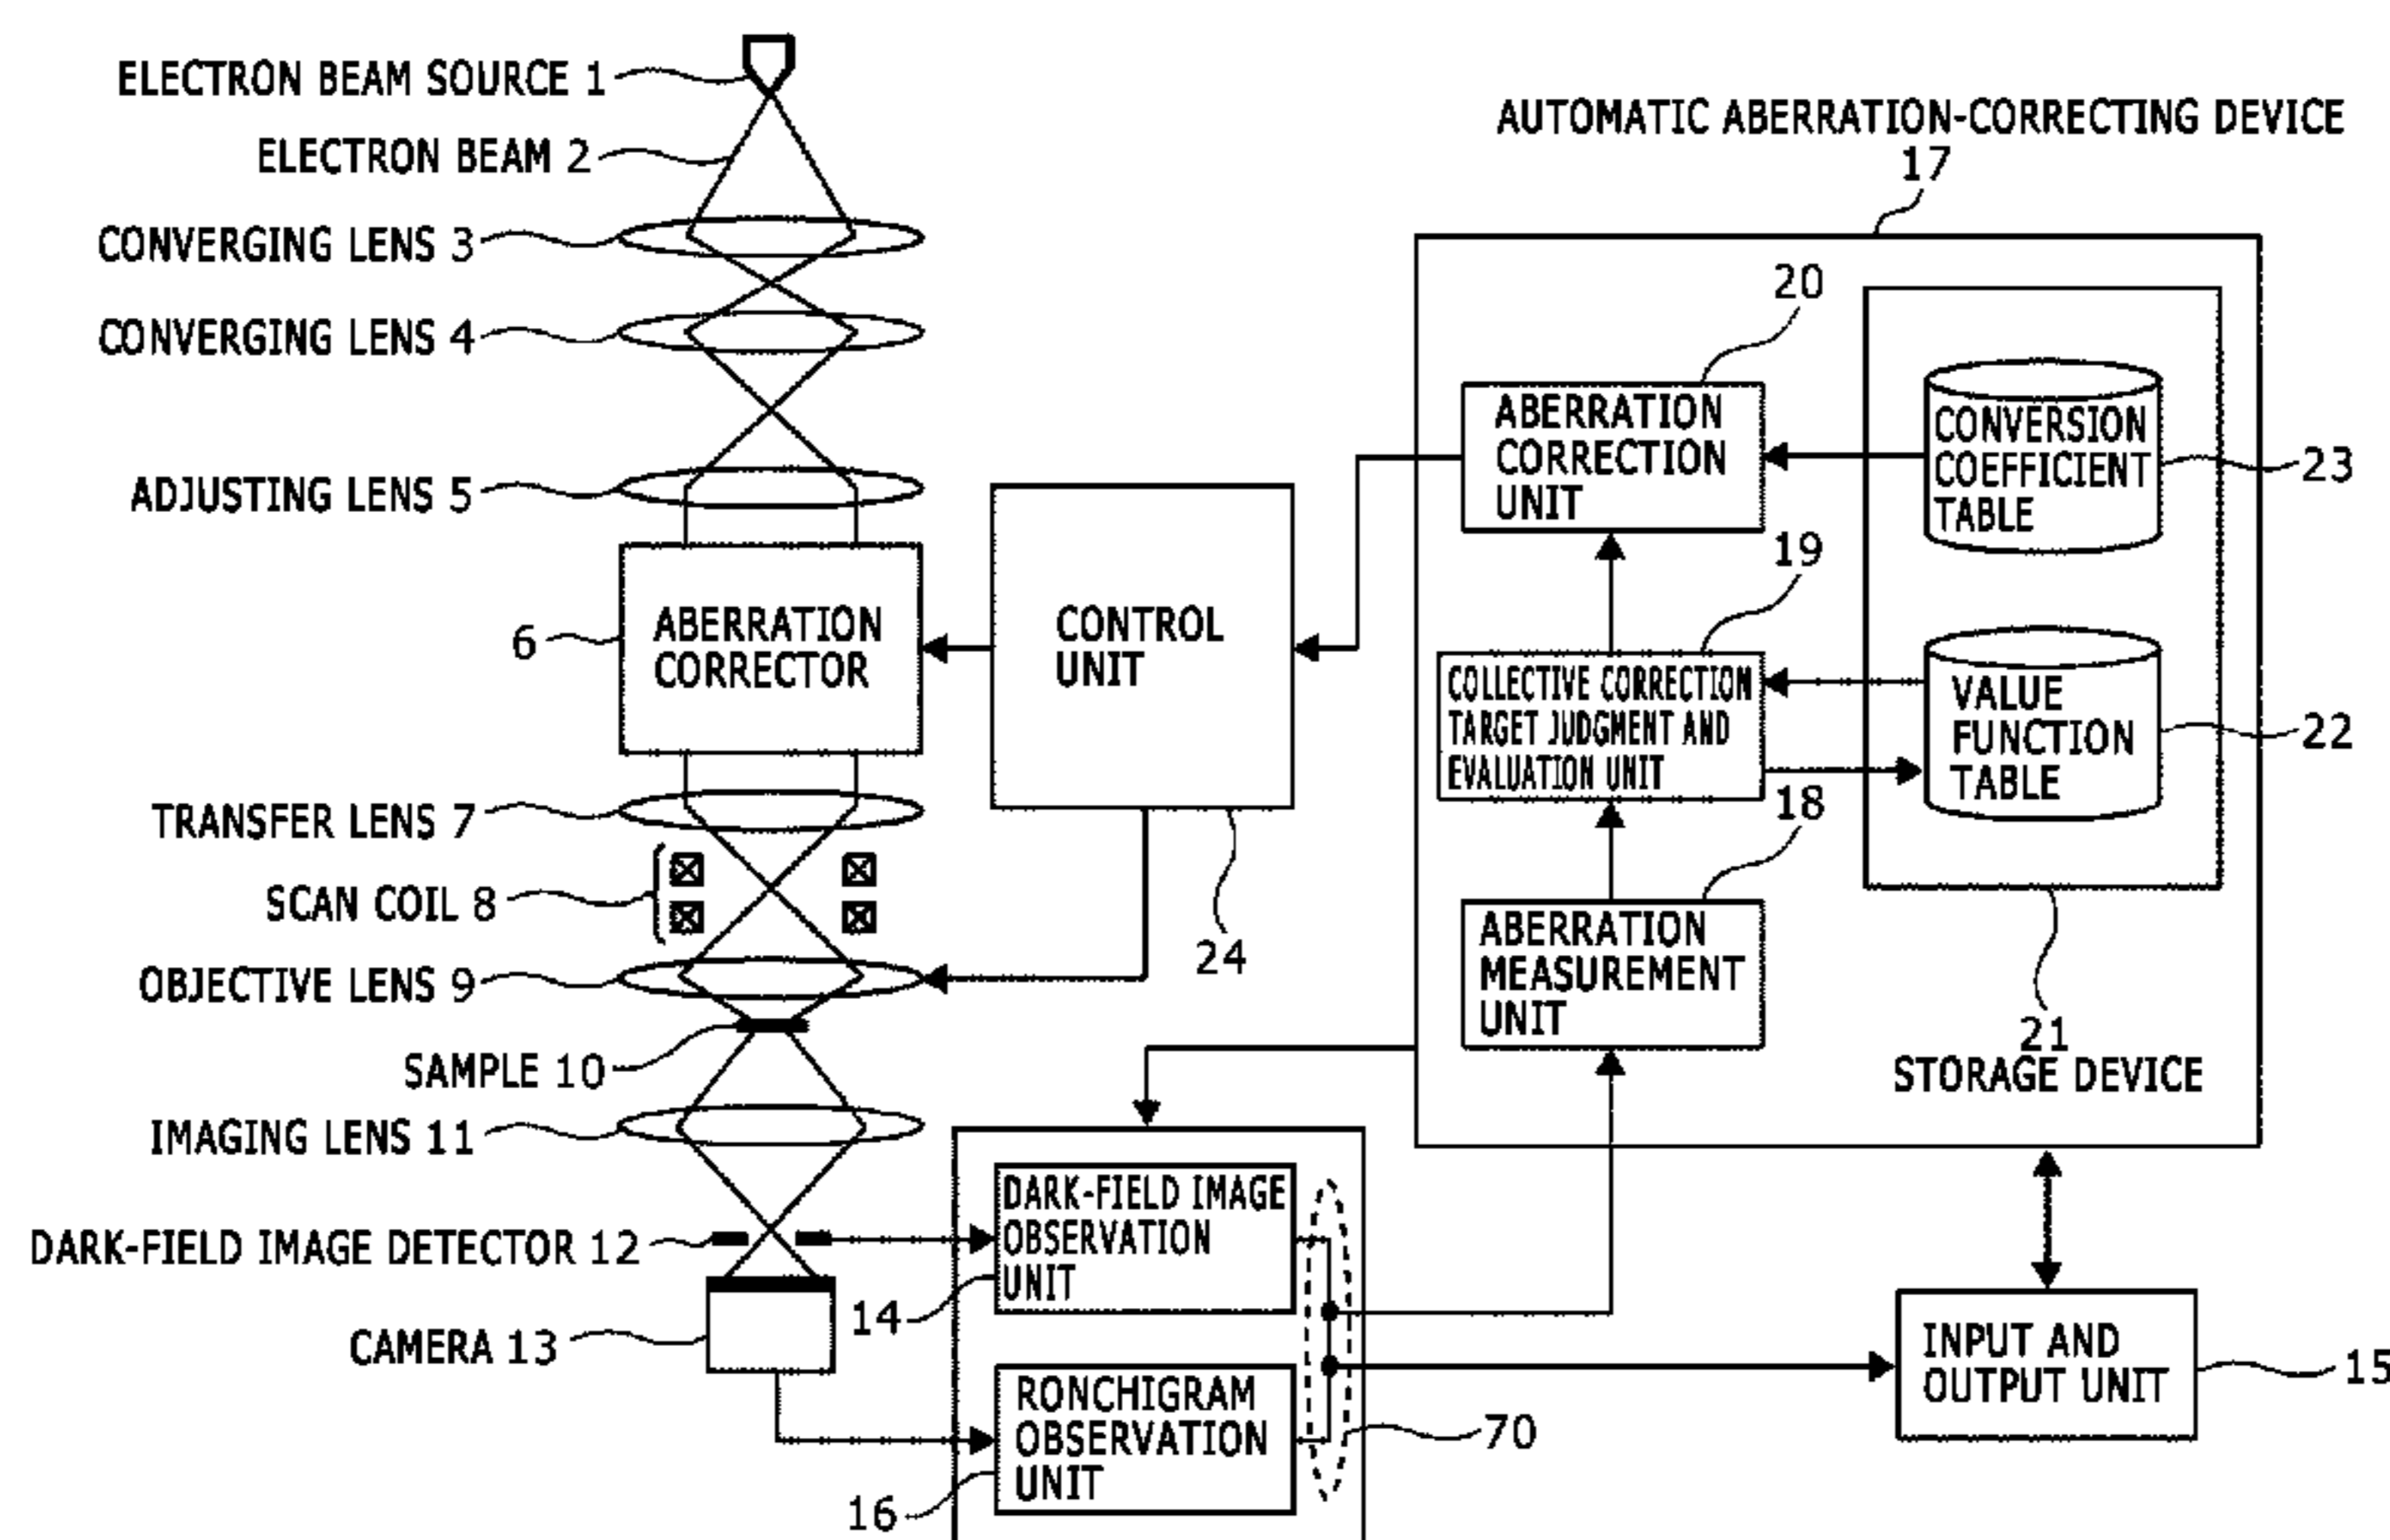 ELECTRON BEAM SOURCE 1
ELECTRON BEAM 2
CONVERGING LENS 3
CONVERGING LENS 4
ADJUSTING LENS 5
6
ABERRATION
CORRECTOR
TRANSFER LENS 7
SCAN COIL 8
OBJECTIVE LENS 9
SAMPLE 10
IMAGING LENS 11
DARK-FIELD IMAGE DETECTOR 12
CAMERA 13
CONTROL
UNIT
24
DARK-FIELD IMAGE
OBSERVATION
UNIT
14
RONCHIGRAM
OBSERVATION
UNIT
16
70
AUTOMATIC ABERRATION-CORRECTING DEVICE
17
20
ABERRATION
CORRECTION
UNIT
19
COLLECTIVE CORRECTION
TARGET JUDGMENT AND
EVALUATION UNIT
18
ABERRATION
MEASUREMENT
UNIT
CONVERSION
COEFFICIENT
TABLE
23
VALUE
FUNCTION
TABLE
22
21
STORAGE DEVICE
INPUT AND
OUTPUT UNIT
15